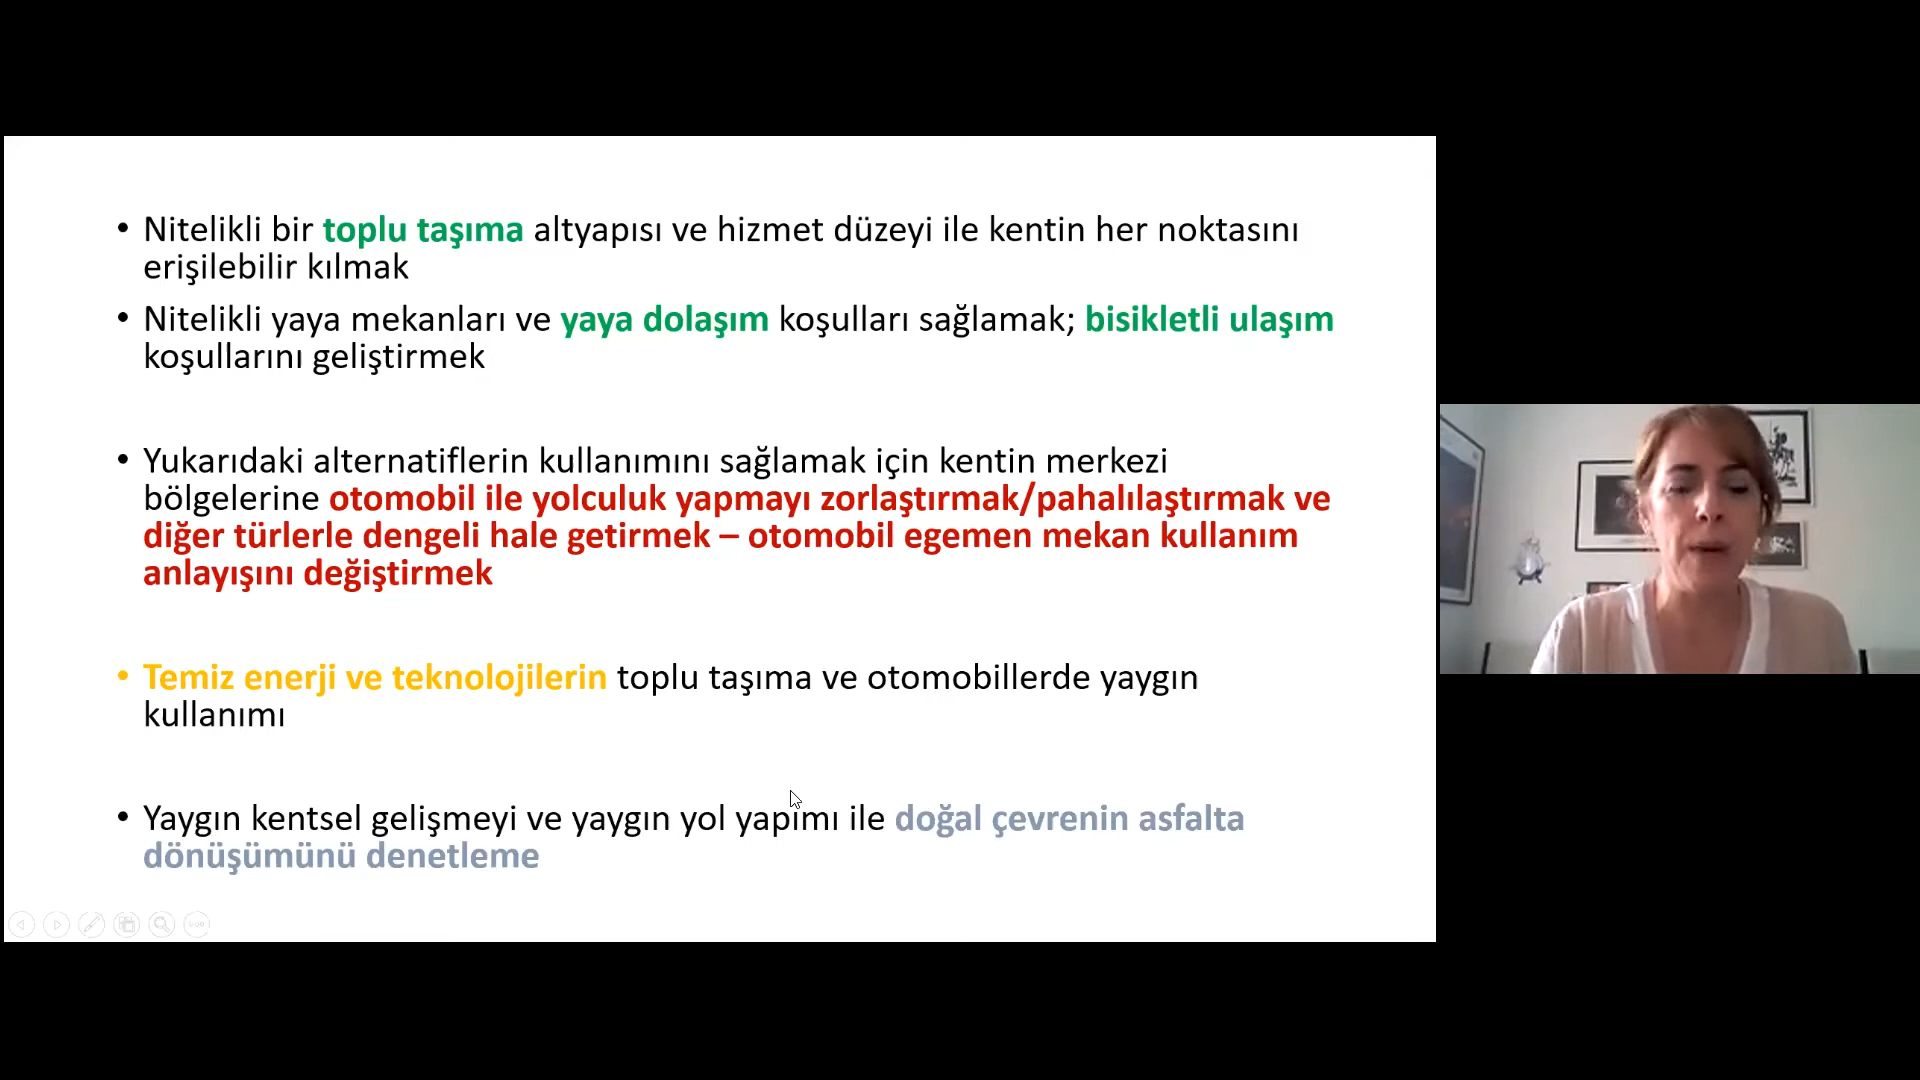 • Nitelikli bir toplu taşıma altyapısı ve hizmet düzeyi ile kentin her noktasını
erişilebilir kılmak
• Nitelikli yaya mekanları ve yaya dolaşım koşulları sağlamak; bisikletli ulaşım
koşullarını geliştirmek
• Yukarıdaki alternatiflerin kullanımını sağlamak için kentin merkezi
bölgelerine otomobil ile yolculuk yapmayı zorlaştırmak/pahalılaştırmak ve
diğer türlerle dengeli hale getirmek – otomobil egemen mekan kullanım
anlayışını değiştirmek
• Temiz enerji ve teknolojilerin toplu taşıma ve otomobillerde yaygın
kullanımı
• Yaygın kentsel gelişmeyi ve yaygın yol yapımı ile doğal çevrenin asfalta
dönüşümünü denetleme